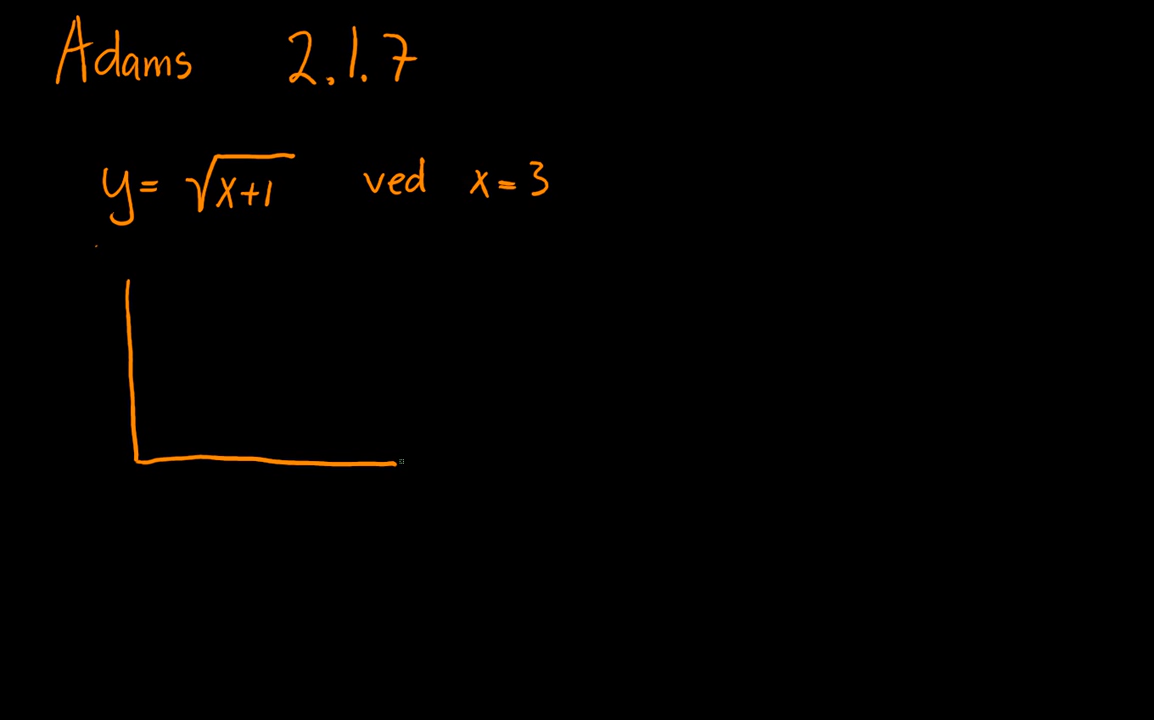 Adams 2.1.7
y = √(x+1) ved x = 3